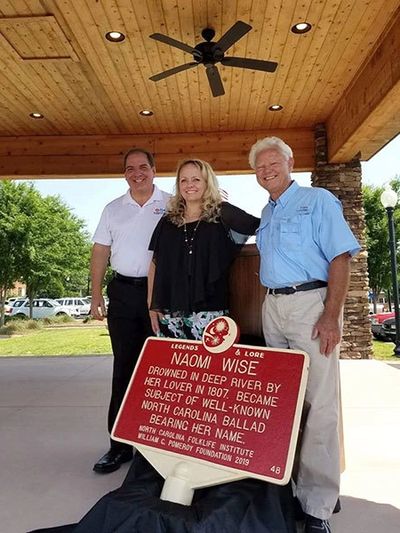 LEGENDS & LORE
NAOMI WISE
DROWNED IN DEEP RIVER BY
HER LOVER IN 1807. BECAME
SUBJECT OF WELL-KNOWN
NORTH CAROLINA BALLAD
BEARING HER NAME.
NORTH CAROLINA FOLKLIFE INSTITUTE
WILLIAM G. POMEROY FOUNDATION 2019
48